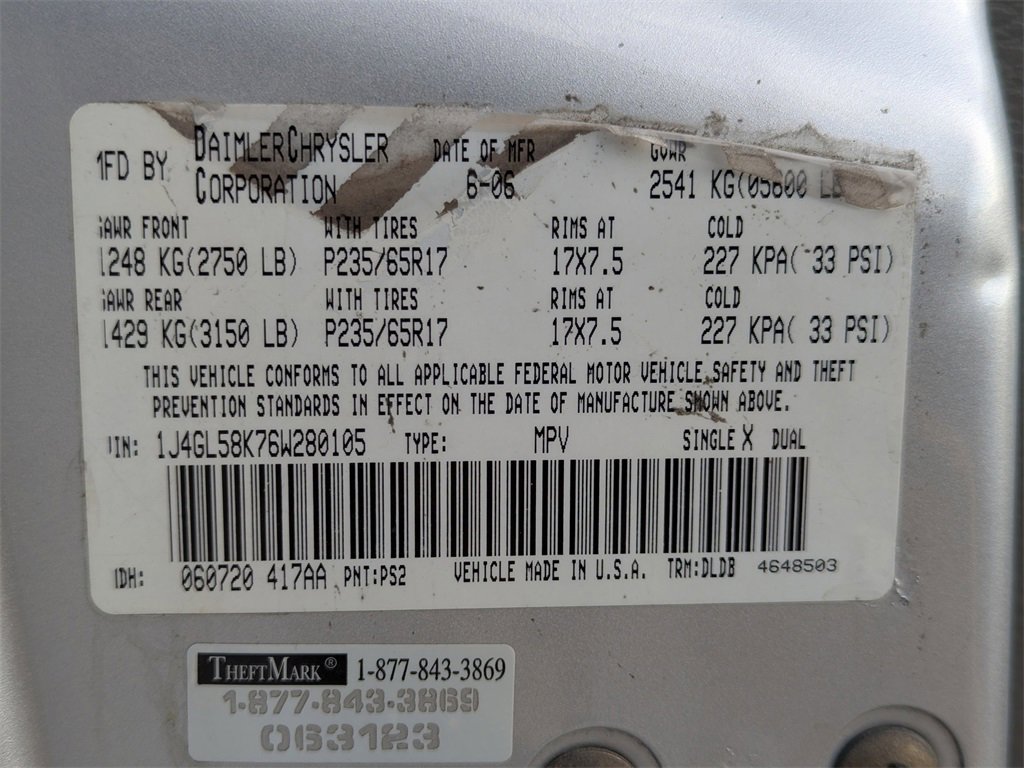 MFD BY DAIMLERCHRYSLER CORPORATION DATE OF MFR 6-06 GVWR 2541 KG(05600 LB
GAWR FRONT WITH TIRES RIMS AT COLD
1248 KG(2750 LB) P235/65R17 17X7.5 227 KPA( 33 PSI)
GAWR REAR WITH TIRES RIMS AT COLD
1429 KG(3150 LB) P235/65R17 17X7.5 227 KPA( 33 PSI)
THIS VEHICLE CONFORMS TO ALL APPLICABLE FEDERAL MOTOR VEHICLE SAFETY AND THEFT
PREVENTION STANDARDS IN EFFECT ON THE DATE OF MANUFACTURE SHOWN ABOVE.
VIN: 1J4GL58K76W280105 TYPE: MPV SINGLE X DUAL
MDH: 060720 417AA PNT:PS2 VEHICLE MADE IN U.S.A. TRM:DLDB 4648503
THEFTMARK® 1-877-843-3869
1-877-843-3869
063123